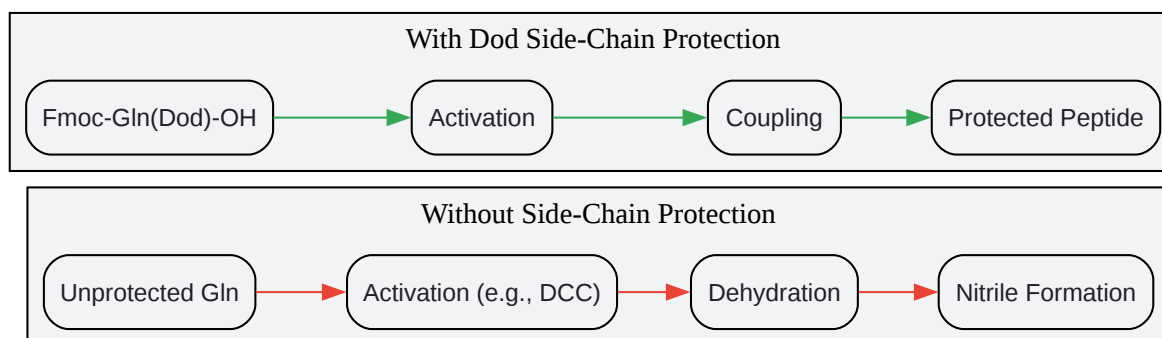 With Dod Side-Chain Protection
Fmoc-Gln(Dod)-OH
Activation
Coupling
Protected Peptide
Without Side-Chain Protection
Unprotected Gln
Activation (e.g., DCC)
Dehydration
Nitrile Formation